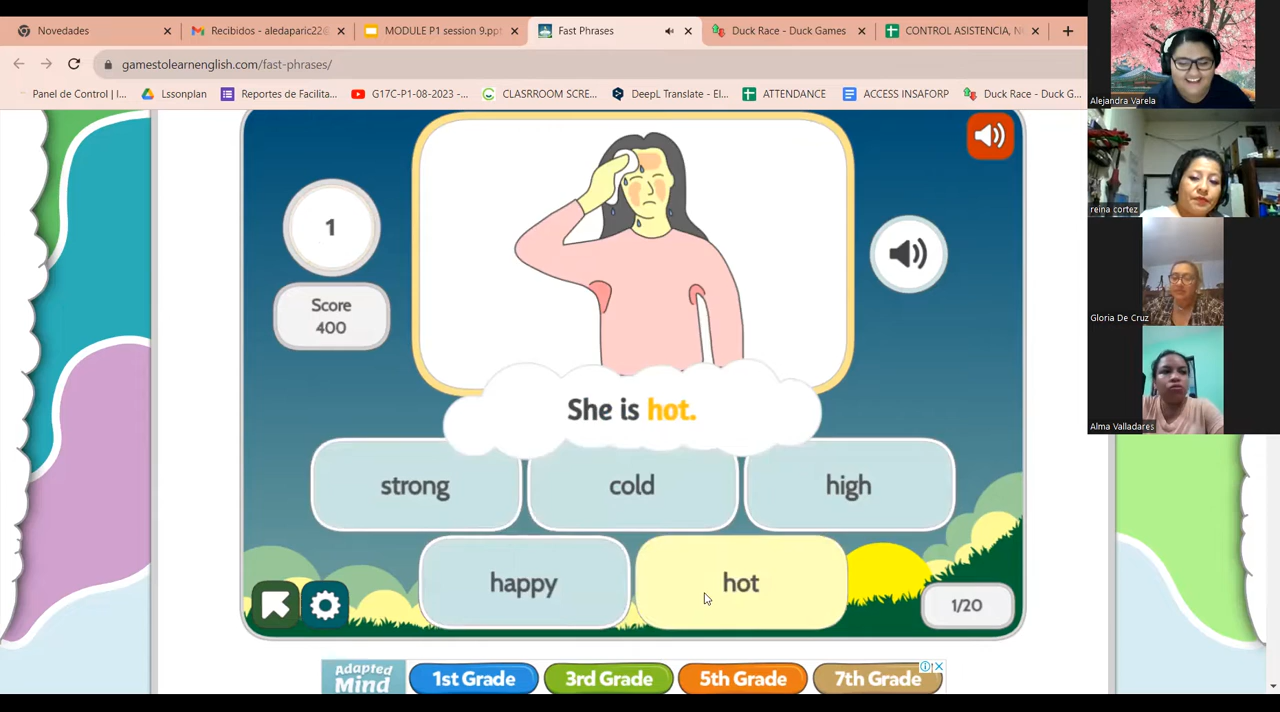 Novedades
Recibidos - aledaparic22@
MODULE P1 session 9.ppt
Fast Phrases
Duck Race - Duck Games
CONTROL ASISTENCIA, N
gamestolearnenglish.com/fast-phrases/
Panel de Control | I...
Lssonplan
Reportes de Facilita...
G17C-P1-08-2023 -...
CLASSROOM SCRE...
DeepL Translate - El...
ATTENDANCE
ACCESS INSAFORP
Duck Race - Duck G...
Alejandra Varela
reina cortez
Gloria De Cruz
Alma Valladares
1
Score
400
She is hot.
strong
cold
high
happy
hot
1/20
Adapted
Mind
1st Grade
3rd Grade
5th Grade
7th Grade